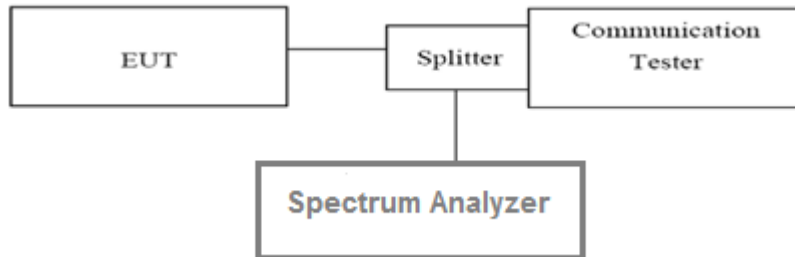 EUT
Splitter
Communication
Tester
Spectrum Analyzer